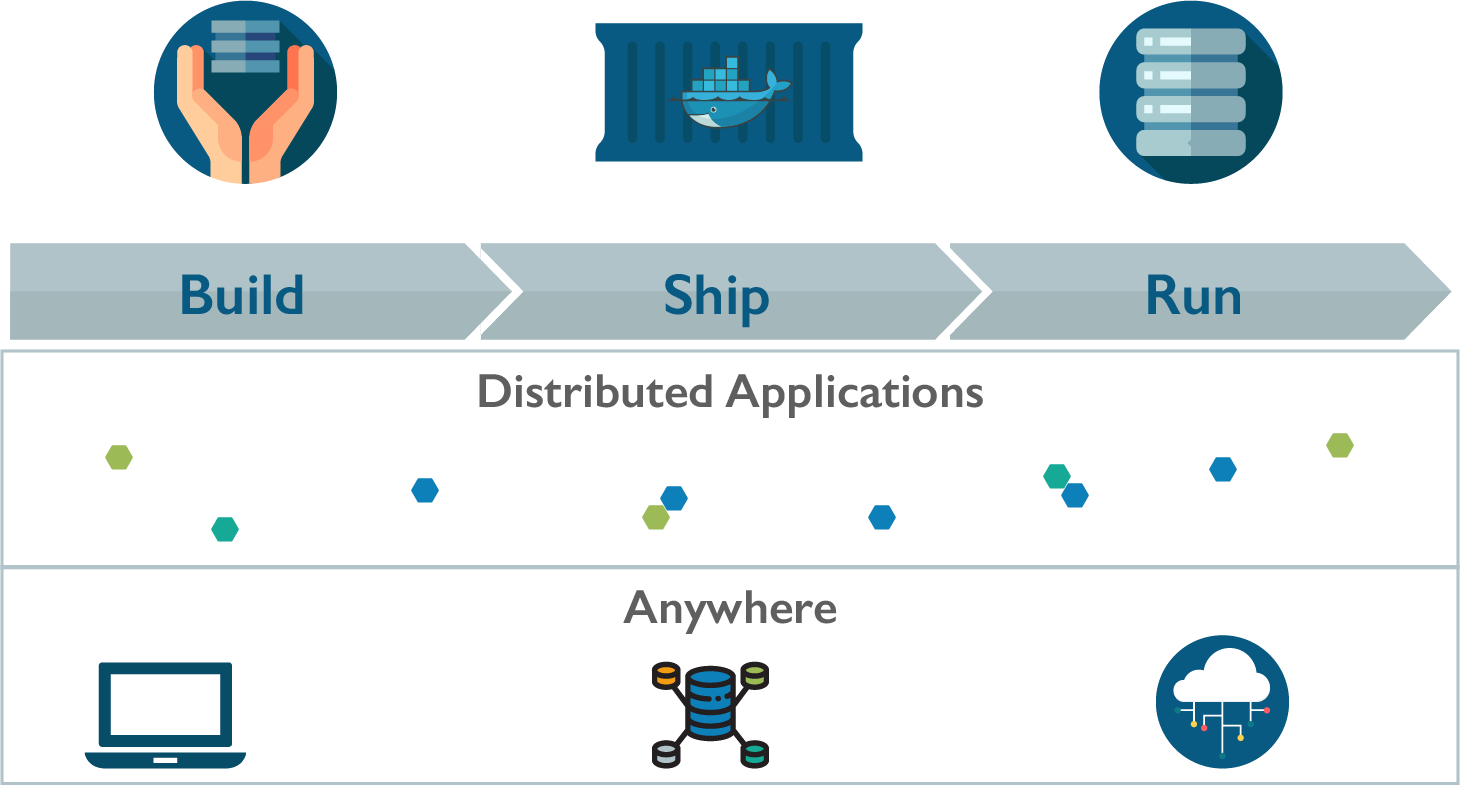 Build
Ship
Run
Distributed Applications
Anywhere